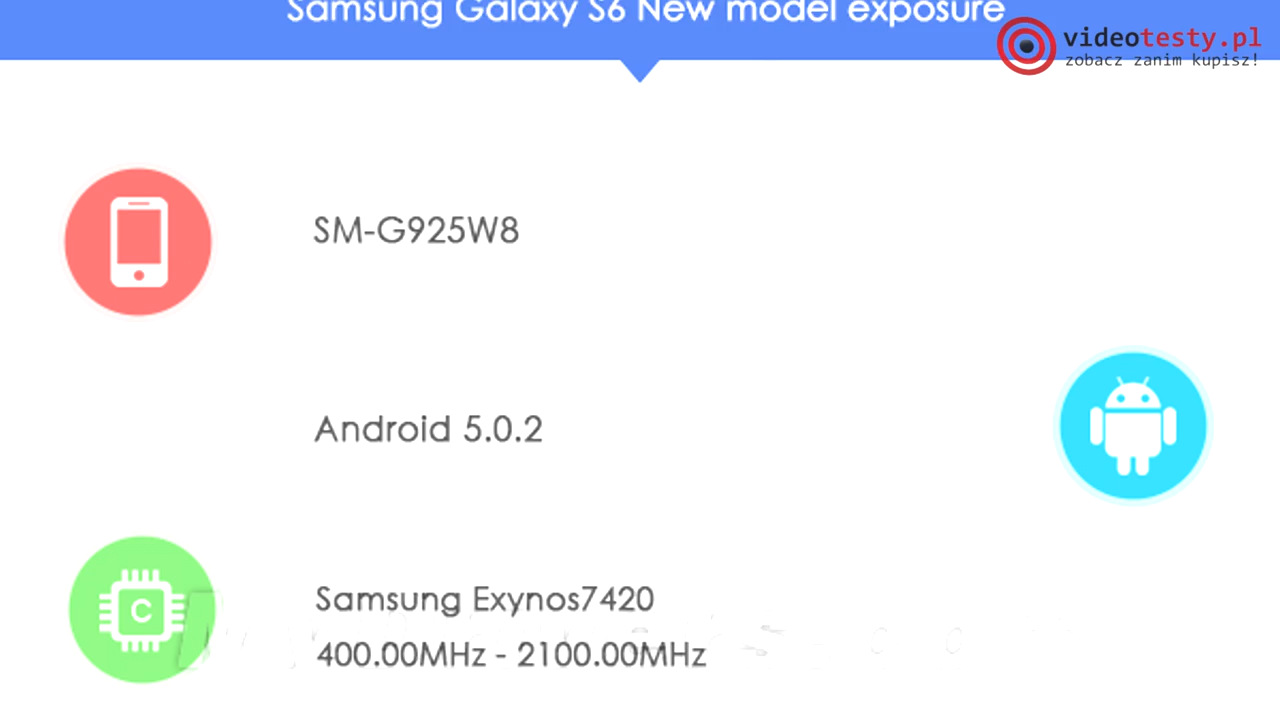 Samsung Galaxy S6 New model exposure
videotesty.pl
zobacz zanim kupisz!
SM-G925W8
Android 5.0.2
C
Samsung Exynos7420
400.00MHz - 2100.00MHz